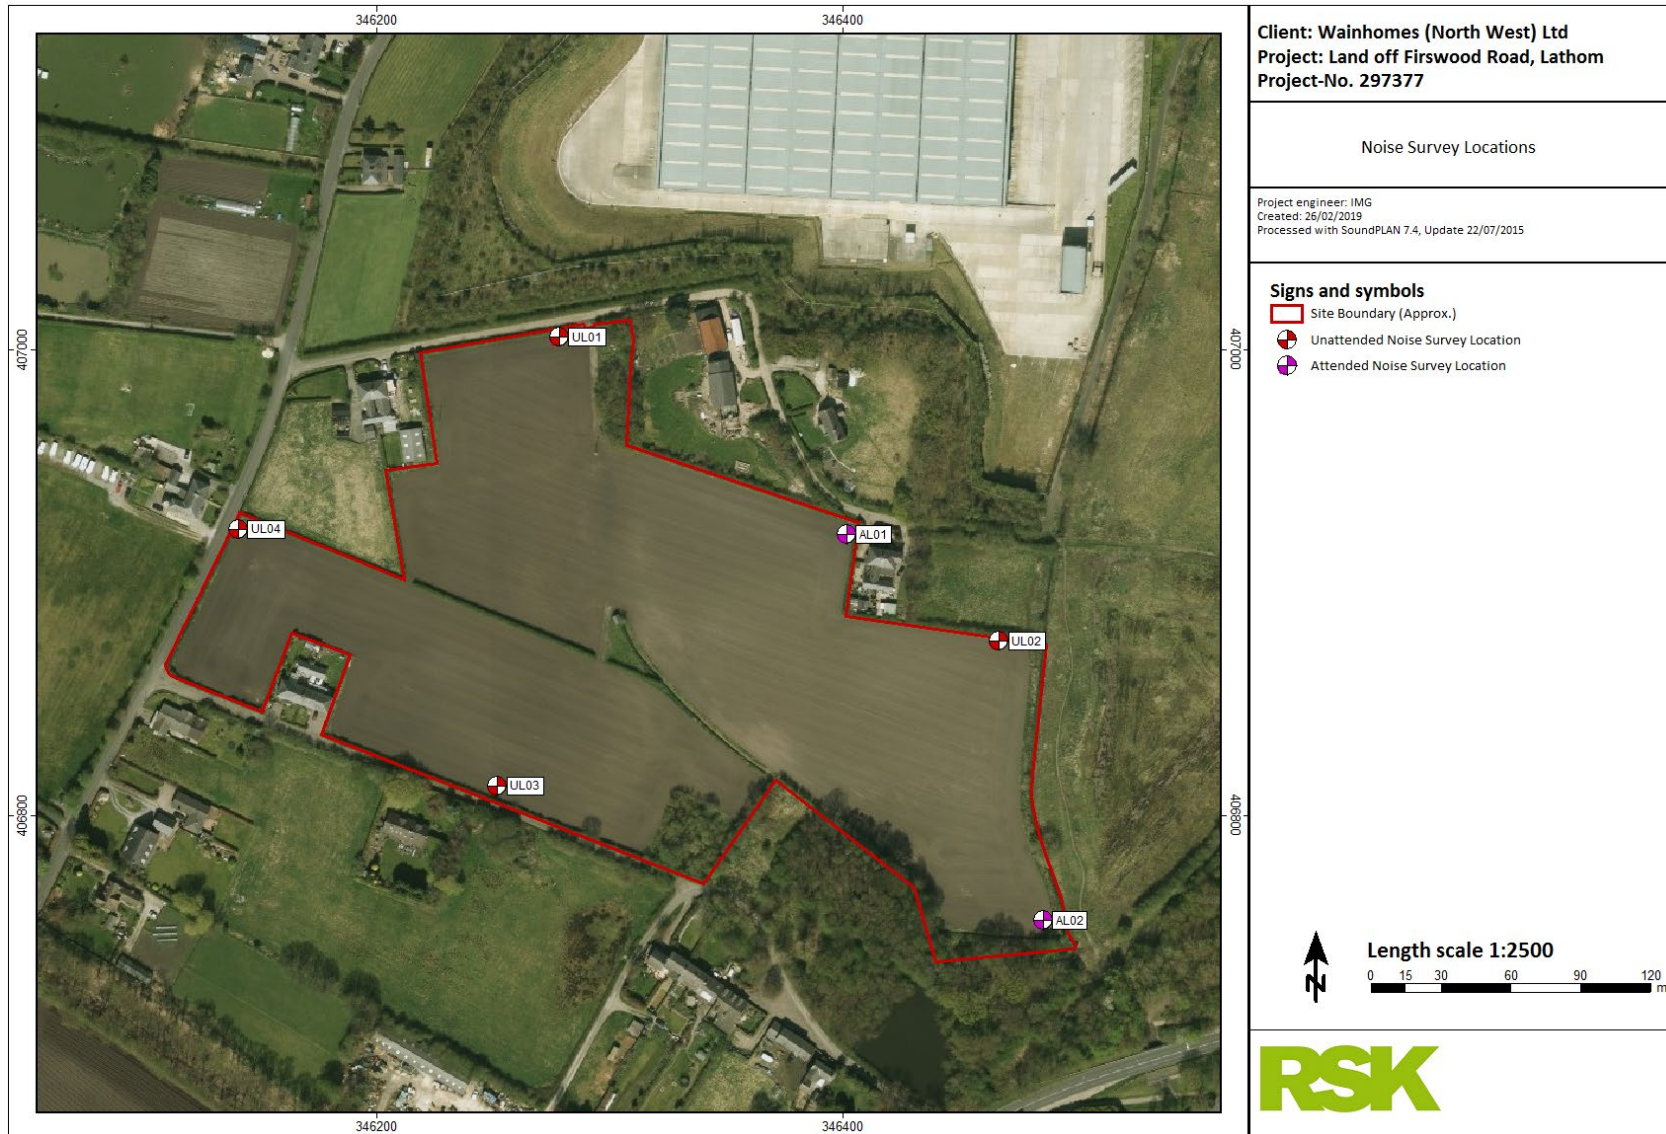 346200
346400
Client: Wainhomes (North West) Ltd
Project: Land off Firswood Road, Lathom
Project-No. 297377
Noise Survey Locations
Project engineer: IMG
Created: 26/02/2019
Processed with SoundPLAN 7.4, Update 22/07/2015
Signs and symbols
Site Boundary (Approx.)
Unattended Noise Survey Location
Attended Noise Survey Location
407000
407000
UL01
UL04
AL01
UL02
UL03
406800
406800
AL02
N
Length scale 1:2500
0 15 30 60 90 120
m
RSK
346200
346400